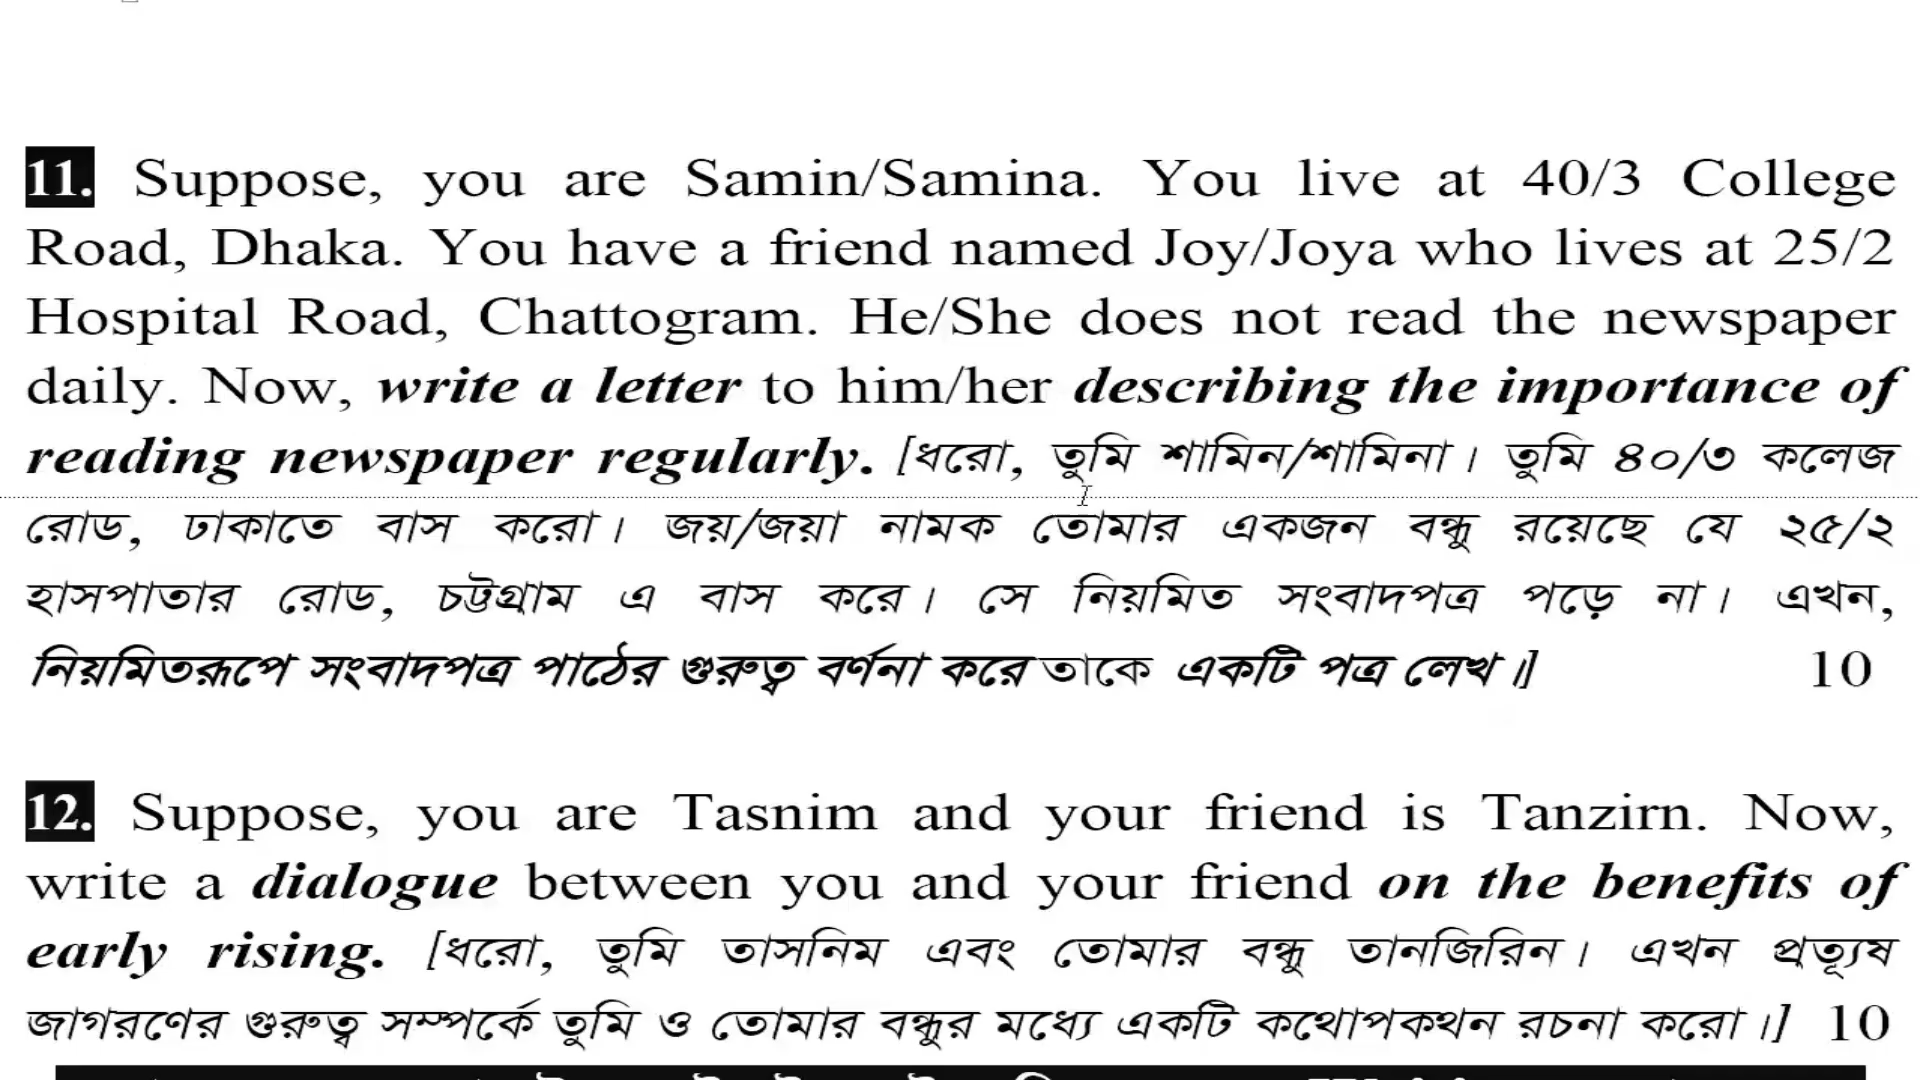 11. Suppose, you are Samin/Samina. You live at 40/3 College
Road, Dhaka. You have a friend named Joy/Joya who lives at 25/2
Hospital Road, Chattogram. He/She does not read the newspaper
daily. Now, write a letter to him/her describing the importance of
reading newspaper regularly. [ধরো, তুমি শামিন/শামিনা। তুমি ৪০/৩ কলেজ
রোড, ঢাকাতে বাস করো। জয়/জয়া নামক তোমার একজন বন্ধু রয়েছে যে ২৫/২
হাসপাতার রোড, চট্টগ্রাম এ বাস করে। সে নিয়মিত সংবাদপত্র পড়ে না। এখন,
নিয়মিতরূপে সংবাদপত্র পাঠের গুরুত্ব বর্ণনা করে তাকে একটি পত্র লেখ।] 10
12. Suppose, you are Tasnim and your friend is Tanzirn. Now,
write a dialogue between you and your friend on the benefits of
early rising. [ধরো, তুমি তাসনিম এবং তোমার বন্ধু তানজিরিন। এখন প্রত্যূষ
জাগরণের গুরুত্ব সম্পর্কে তুমি ও তোমার বন্ধুর মধ্যে একটি কথোপকথন রচনা করো।] 10